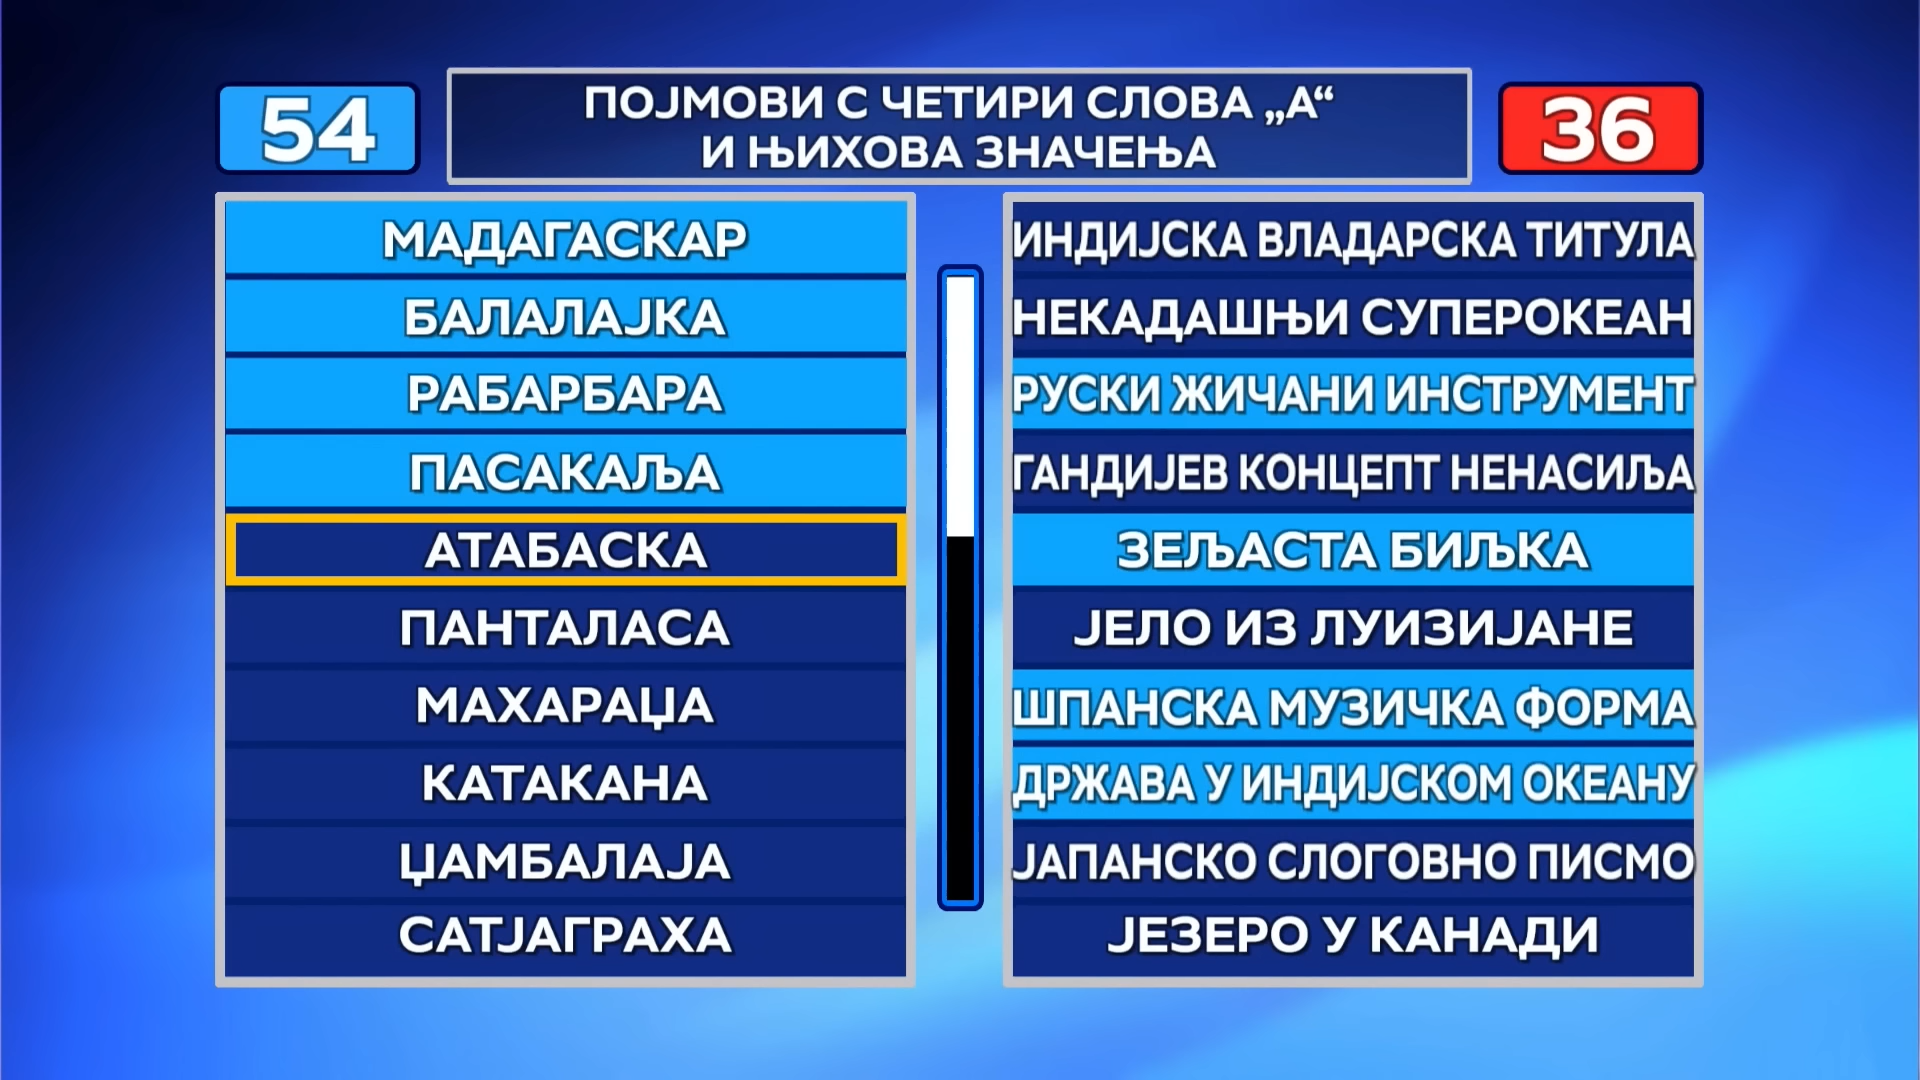 54
ПОЈМОВИ С ЧЕТИРИ СЛОВА „А“
И ЊИХОВА ЗНАЧЕЊА
36
МАДАГАСКАР
БАЛАЛАЈКА
РАБАРБАРА
ПАСАКАЉА
АТАБАСКА
ПАНТАЛАСА
МАХАРАЏА
КАТАКАНА
ЏАМБАЛАЈА
САТЈАГРАХА
ИНДИЈСКА ВЛАДАРСКА ТИТУЛА
НЕКАДАШЊИ СУПЕРОКЕАН
РУСКИ ЖИЧАНИ ИНСТРУМЕНТ
ГАНДИЈЕВ КОНЦЕПТ НЕНАСИЉА
ЗЕЉАСТА БИЉКА
ЈЕЛО ИЗ ЛУИЗИЈАНЕ
ШПАНСКА МУЗИЧКА ФОРМА
ДРЖАВА У ИНДИЈСКОМ ОКЕАНУ
ЈАПАНСКО СЛОГОВНО ПИСМО
ЈЕЗЕРО У КАНАДИ